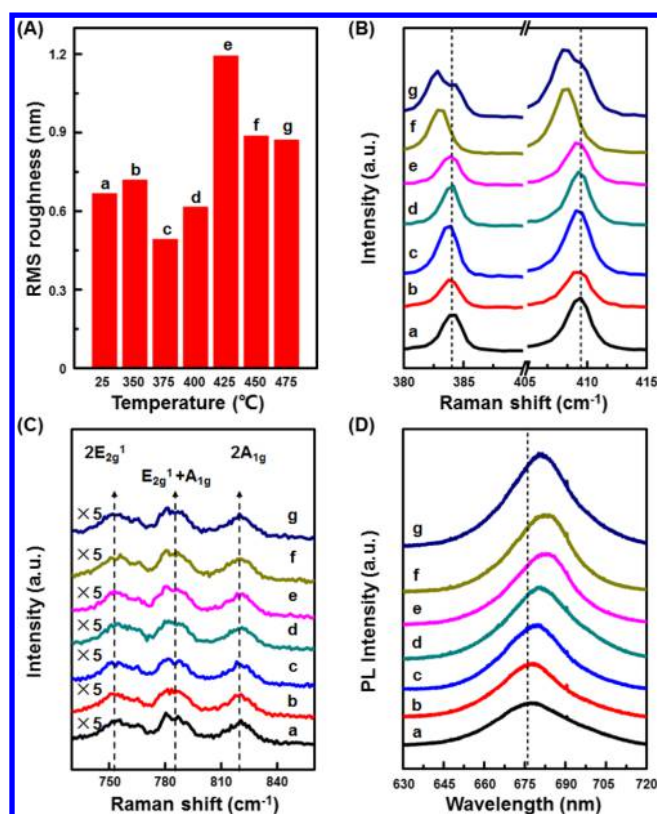 (A)
RMS roughness (nm)
1.2
0.9
0.6
0.3
0
a
b
c
d
e
f
g
25 350 375 400 425 450 475
Temperature (℃)
(B)
Intensity (a.u.)
g
f
e
d
c
b
a
380 385 405 410 415
Raman shift (cm⁻¹)
(C)
2E₂g¹
E₂g¹+A₁g
2A₁g
Intensity (a.u.)
×5 g
×5 f
×5 e
×5 d
×5 c
×5 b
×5 a
750 780 810 840
Raman shift (cm⁻¹)
(D)
PL Intensity (a.u.)
g
f
e
d
c
b
a
630 645 660 675 690 705 720
Wavelength (nm)